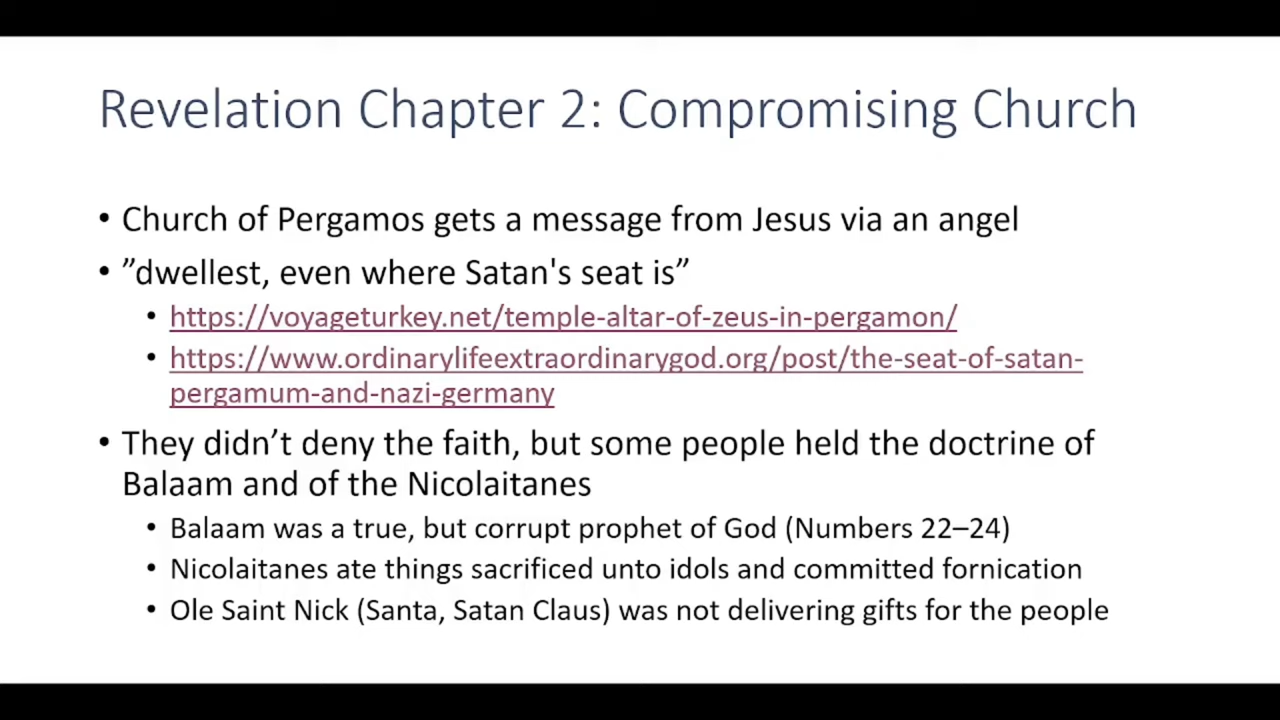 Revelation Chapter 2: Compromising Church
• Church of Pergamos gets a message from Jesus via an angel
• ”dwellest, even where Satan's seat is”
• https://voyageturkey.net/temple-altar-of-zeus-in-pergamon/
• https://www.ordinarylifeextraordinarygod.org/post/the-seat-of-satan-
pergamum-and-nazi-germany
• They didn’t deny the faith, but some people held the doctrine of
Balaam and of the Nicolaitanes
• Balaam was a true, but corrupt prophet of God (Numbers 22–24)
• Nicolaitanes ate things sacrificed unto idols and committed fornication
• Ole Saint Nick (Santa, Satan Claus) was not delivering gifts for the people